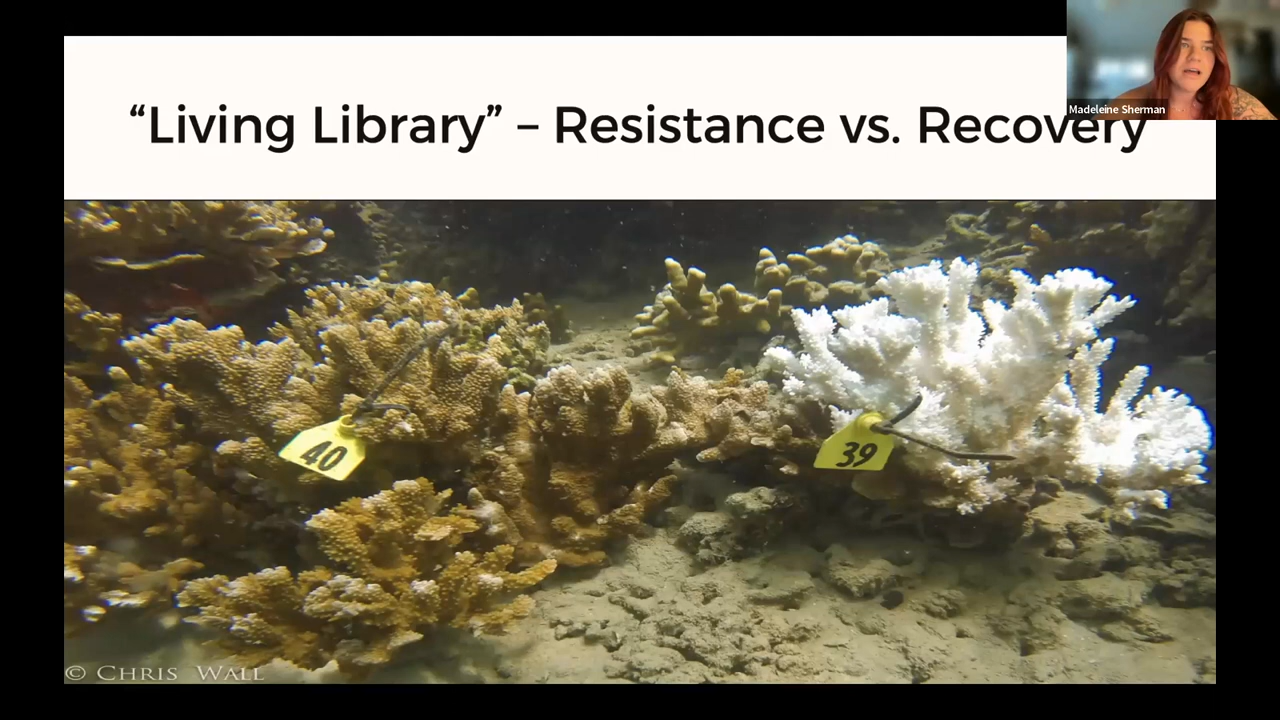 “Living Library” – Resistance vs. Recovery
Madeleine Sherman
40
39
© CHRIS WALL